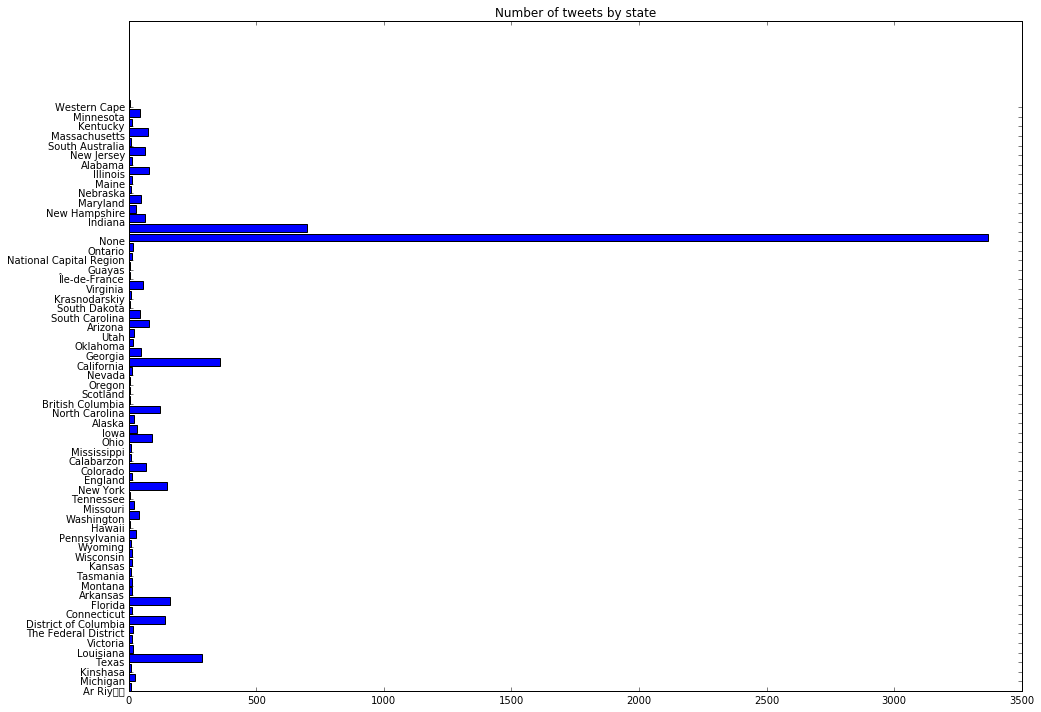 Number of tweets by state
Western Cape
Minnesota
Kentucky
Massachusetts
South Australia
New Jersey
Alabama
Illinois
Maine
Nebraska
Maryland
New Hampshire
Indiana
None
Ontario
National Capital Region
Guayas
Île-de-France
Virginia
Krasnodarskiy
South Dakota
South Carolina
Arizona
Utah
Oklahoma
Georgia
California
Nevada
Oregon
Scotland
British Columbia
North Carolina
Alaska
Iowa
Ohio
Mississippi
Calabarzon
Colorado
England
New York
Tennessee
Missouri
Washington
Hawaii
Pennsylvania
Wyoming
Wisconsin
Kansas
Tasmania
Montana
Arkansas
Florida
Connecticut
District of Columbia
The Federal District
Victoria
Louisiana
Texas
Kinshasa
Michigan
Ar Riy
0 500 1000 1500 2000 2500 3000 3500